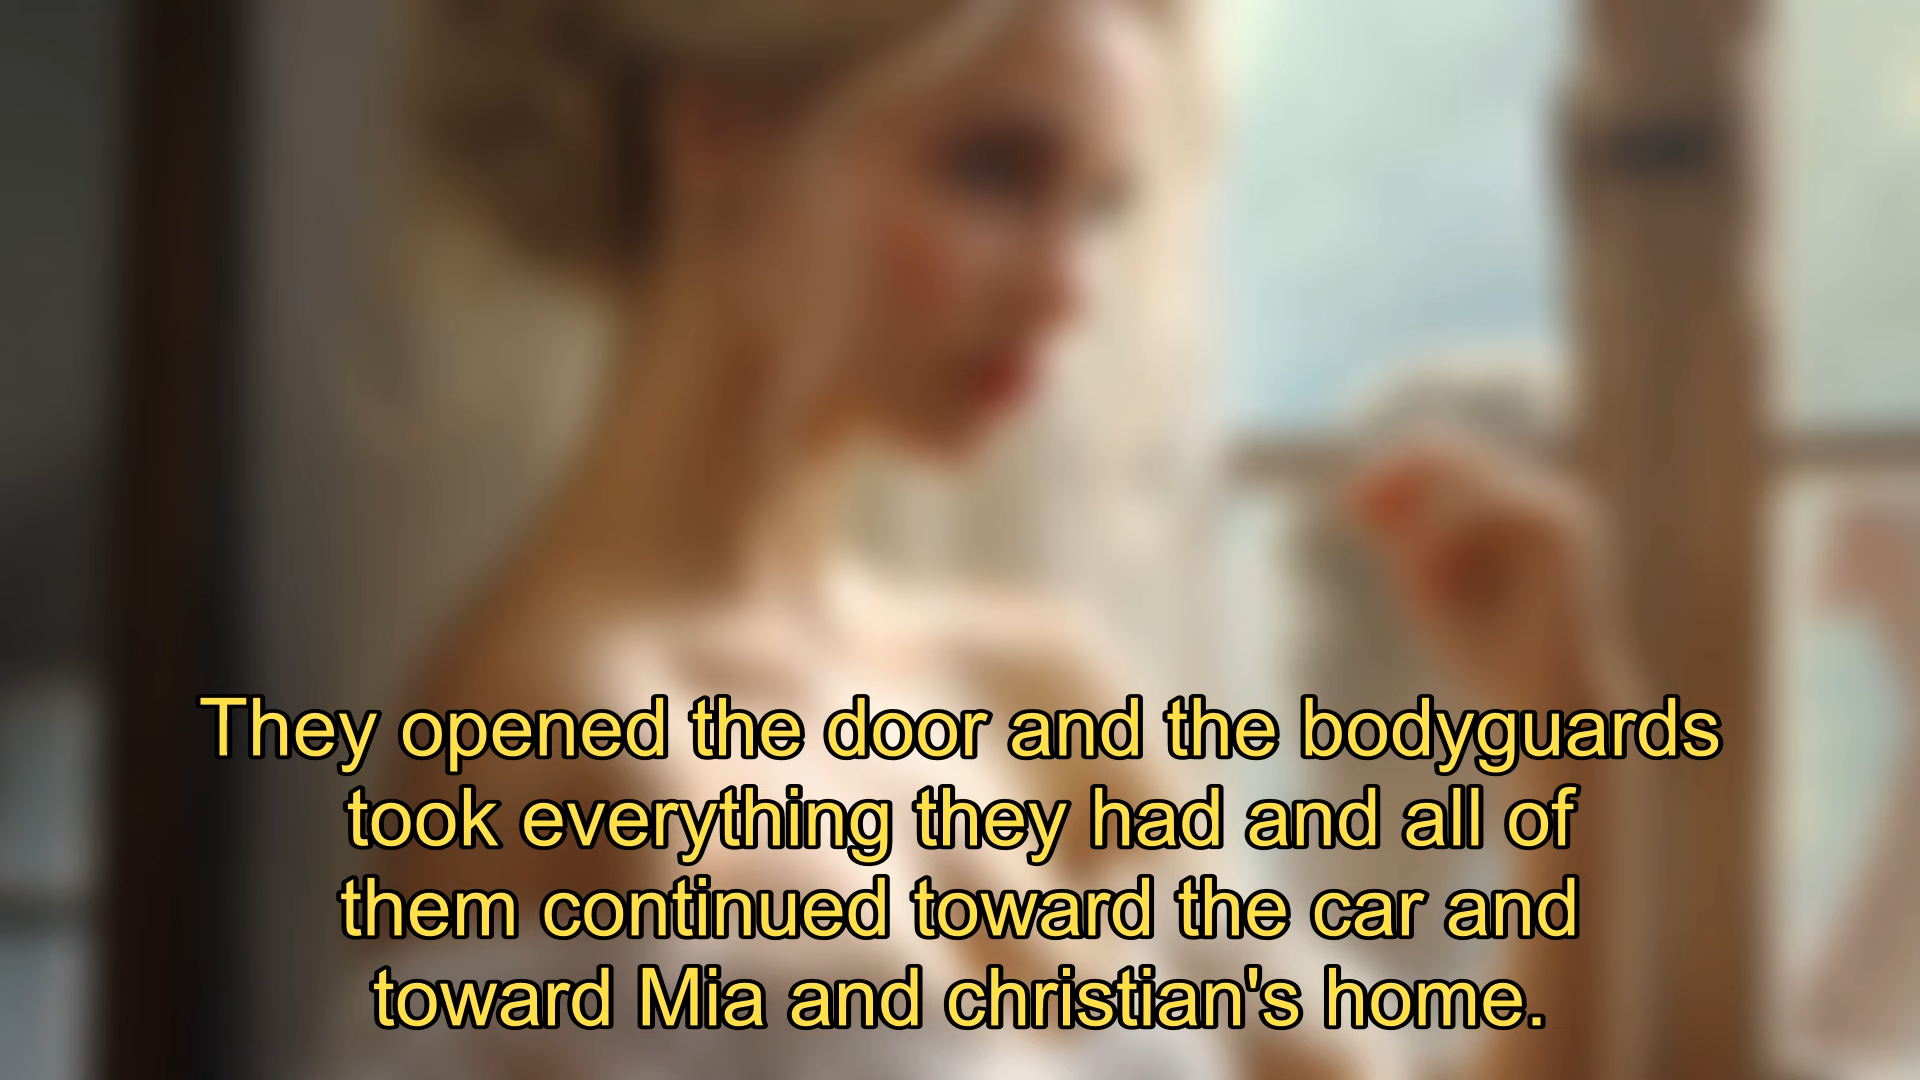 They opened the door and the bodyguards
took everything they had and all of
them continued toward the car and
toward Mia and christian's home.